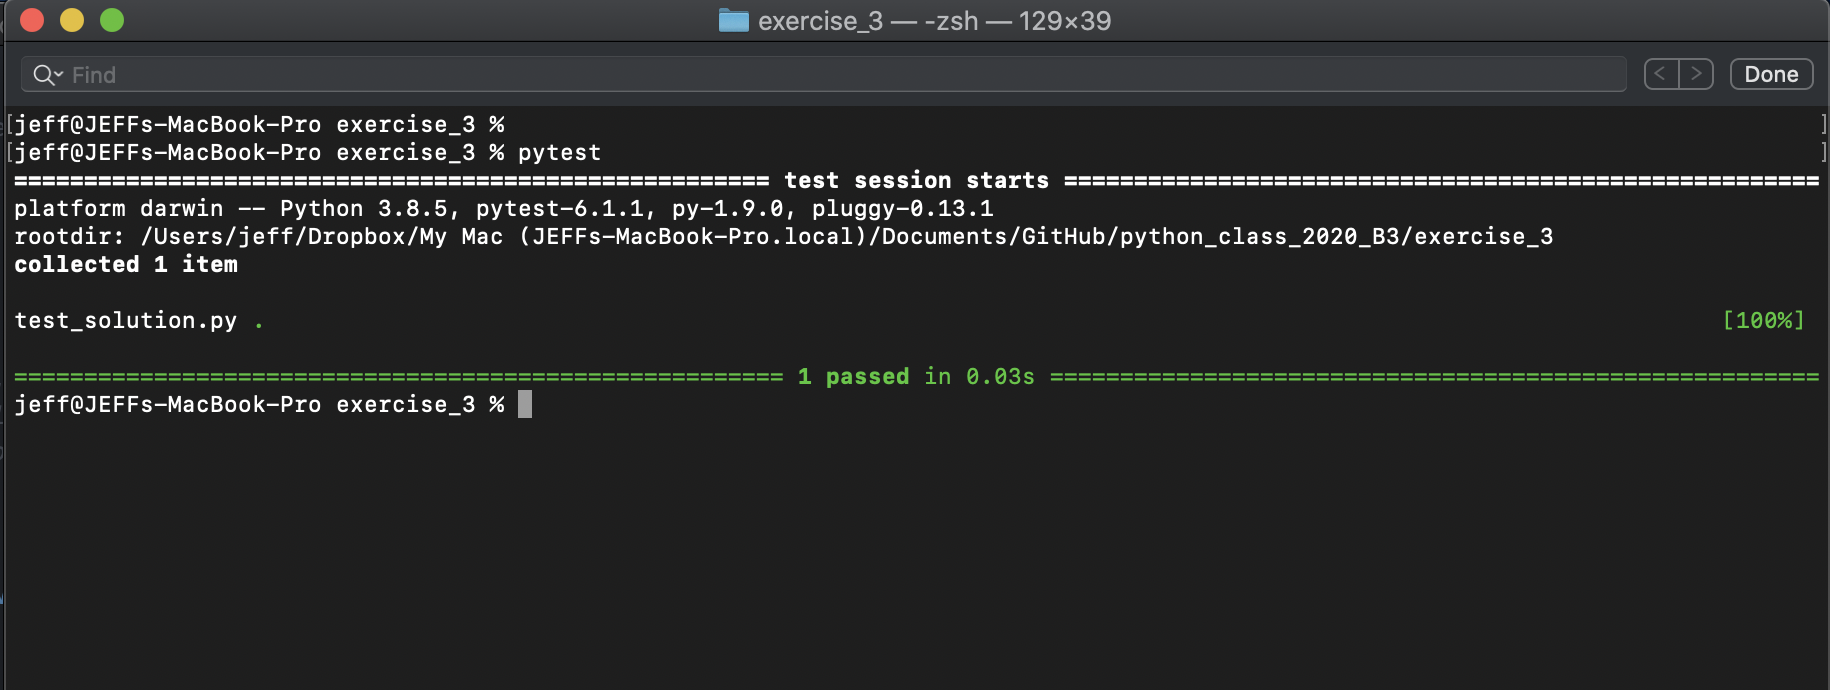 exercise_3 — -zsh — 129×39
Find
< > Done
[jeff@JEFFs-MacBook-Pro exercise_3 % ]
[jeff@JEFFs-MacBook-Pro exercise_3 % pytest ]
====================================================== test session starts ======================================================
platform darwin -- Python 3.8.5, pytest-6.1.1, py-1.9.0, pluggy-0.13.1
rootdir: /Users/jeff/Dropbox/My Mac (JEFFs-MacBook-Pro.local)/Documents/GitHub/python_class_2020_B3/exercise_3
collected 1 item
test_solution.py . [100%]
======================================================= 1 passed in 0.03s =======================================================
jeff@JEFFs-MacBook-Pro exercise_3 %